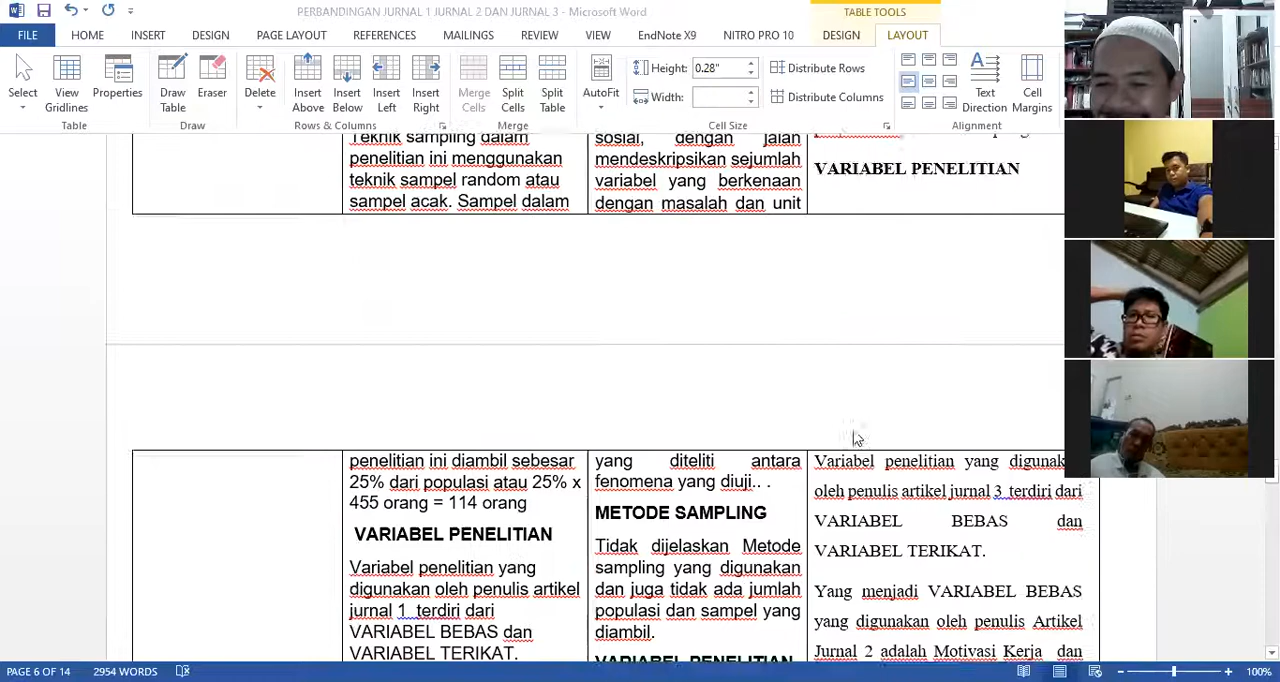 PERBANDINGAN JURNAL 1 JURNAL 2 DAN JURNAL 3 - Microsoft Word
TABLE TOOLS
FILE HOME INSERT DESIGN PAGE LAYOUT REFERENCES MAILINGS REVIEW VIEW EndNote X9 NITRO PRO 10 DESIGN LAYOUT
Select
View Gridlines
Properties
Draw Table
Eraser
Delete
Insert Above
Insert Below
Insert Left
Insert Right
Merge Cells
Split Cells
Split Table
AutoFit
Height: 0.28"
Width:
Distribute Rows
Distribute Columns
Text Direction
Cell Margins
Table Draw Rows & Columns Merge Cell Size Alignment
Teknik sampling dalam
penelitian ini menggunakan
teknik sampel random atau
sampel acak. Sampel dalam
sosial, dengan jalan
mendeskripsikan sejumlah
variabel yang berkenaan
dengan masalah dan unit
VARIABEL PENELITIAN
penelitian ini diambil sebesar
25% dari populasi atau 25% x
455 orang = 114 orang
VARIABEL PENELITIAN
Variabel penelitian yang
digunakan oleh penulis artikel
jurnal 1 terdiri dari
VARIABEL BEBAS dan
VARIABEL TERIKAT.
yang diteliti antara
fenomena yang diuji.. .
METODE SAMPLING
Tidak dijelaskan Metode
sampling yang digunakan
dan juga tidak ada jumlah
populasi dan sampel yang
diambil.
VARIABEL PENELITIAN
Variabel penelitian yang
oleh penulis artikel jurnal 3 terdiri dari
VARIABEL BEBAS dan
VARIABEL TERIKAT.
Yang menjadi VARIABEL BEBAS
yang digunakan oleh penulis Artikel
Jurnal 2 adalah Motivasi Kerja dan
PAGE 6 OF 14 2954 WORDS 100%